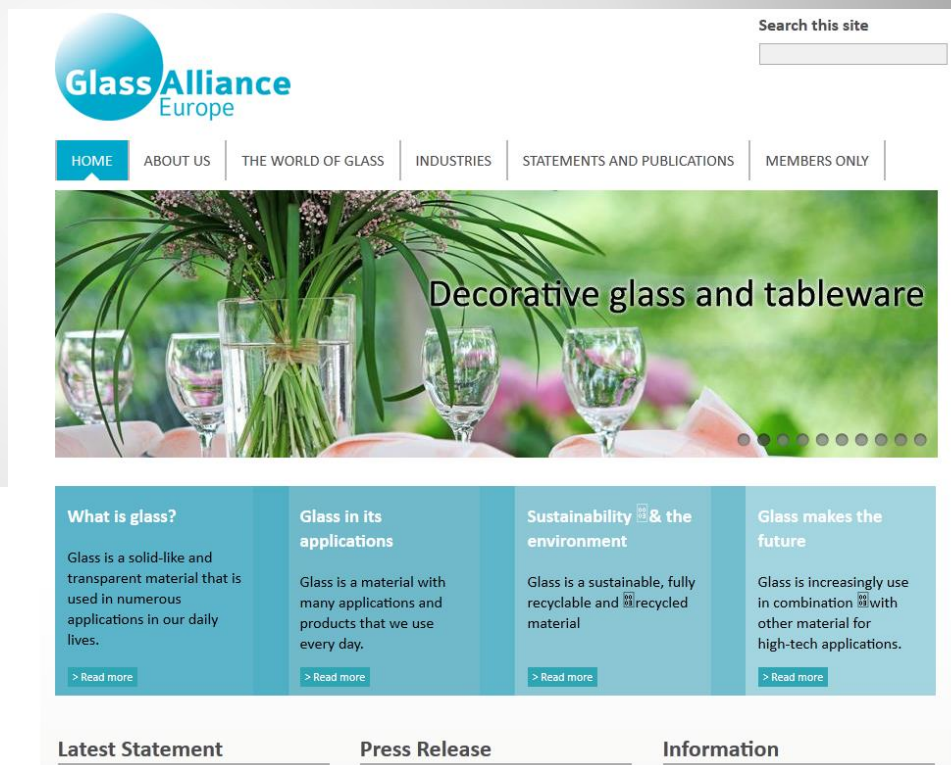 Search this site
GlassAlliance
Europe
HOME
ABOUT US
THE WORLD OF GLASS
INDUSTRIES
STATEMENTS AND PUBLICATIONS
MEMBERS ONLY
Decorative glass and tableware
What is glass?
Glass is a solid-like and
transparent material that is
used in numerous
applications in our daily
lives.
> Read more
Glass in its
applications
Glass is a material with
many applications and
products that we use
every day.
> Read more
Sustainability & the
environment
Glass is a sustainable, fully
recyclable and recycled
material
> Read more
Glass makes the
future
Glass is increasingly use
in combination with
other material for
high-tech applications.
> Read more
Latest Statement
Press Release
Information